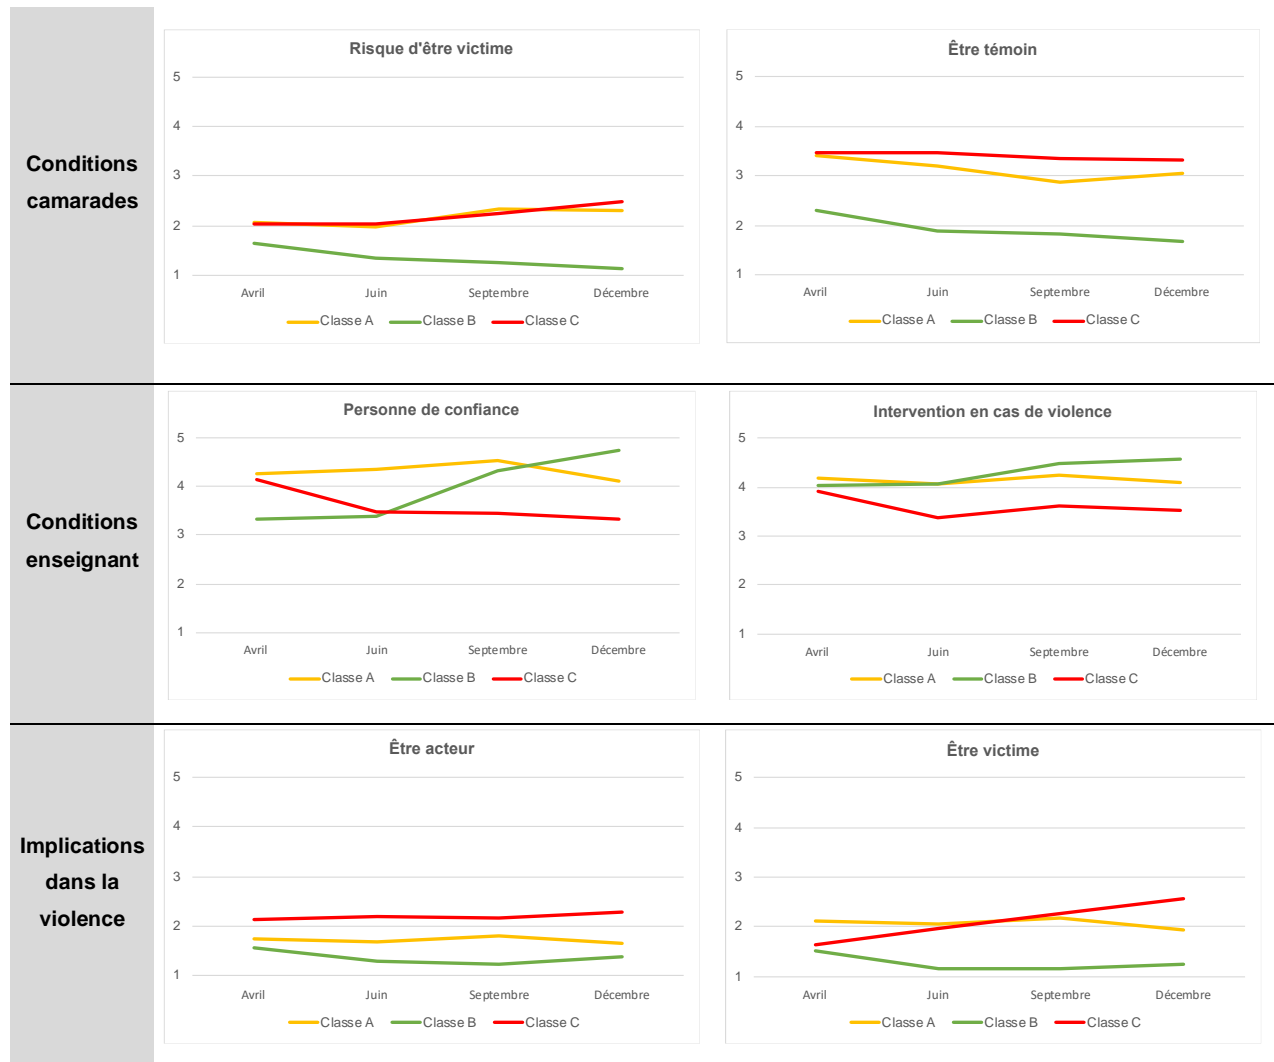 Conditions
camarades
Risque d'être victime
5
4
3
2
1
Avril Juin Septembre Décembre
Classe A Classe B Classe C
Être témoin
5
4
3
2
1
Avril Juin Septembre Décembre
Classe A Classe B Classe C
Conditions
enseignant
Personne de confiance
5
4
3
2
1
Avril Juin Septembre Décembre
Classe A Classe B Classe C
Intervention en cas de violence
5
4
3
2
1
Avril Juin Septembre Décembre
Classe A Classe B Classe C
Implications
dans la
violence
Être acteur
5
4
3
2
1
Avril Juin Septembre Décembre
Classe A Classe B Classe C
Être victime
5
4
3
2
1
Avril Juin Septembre Décembre
Classe A Classe B Classe C